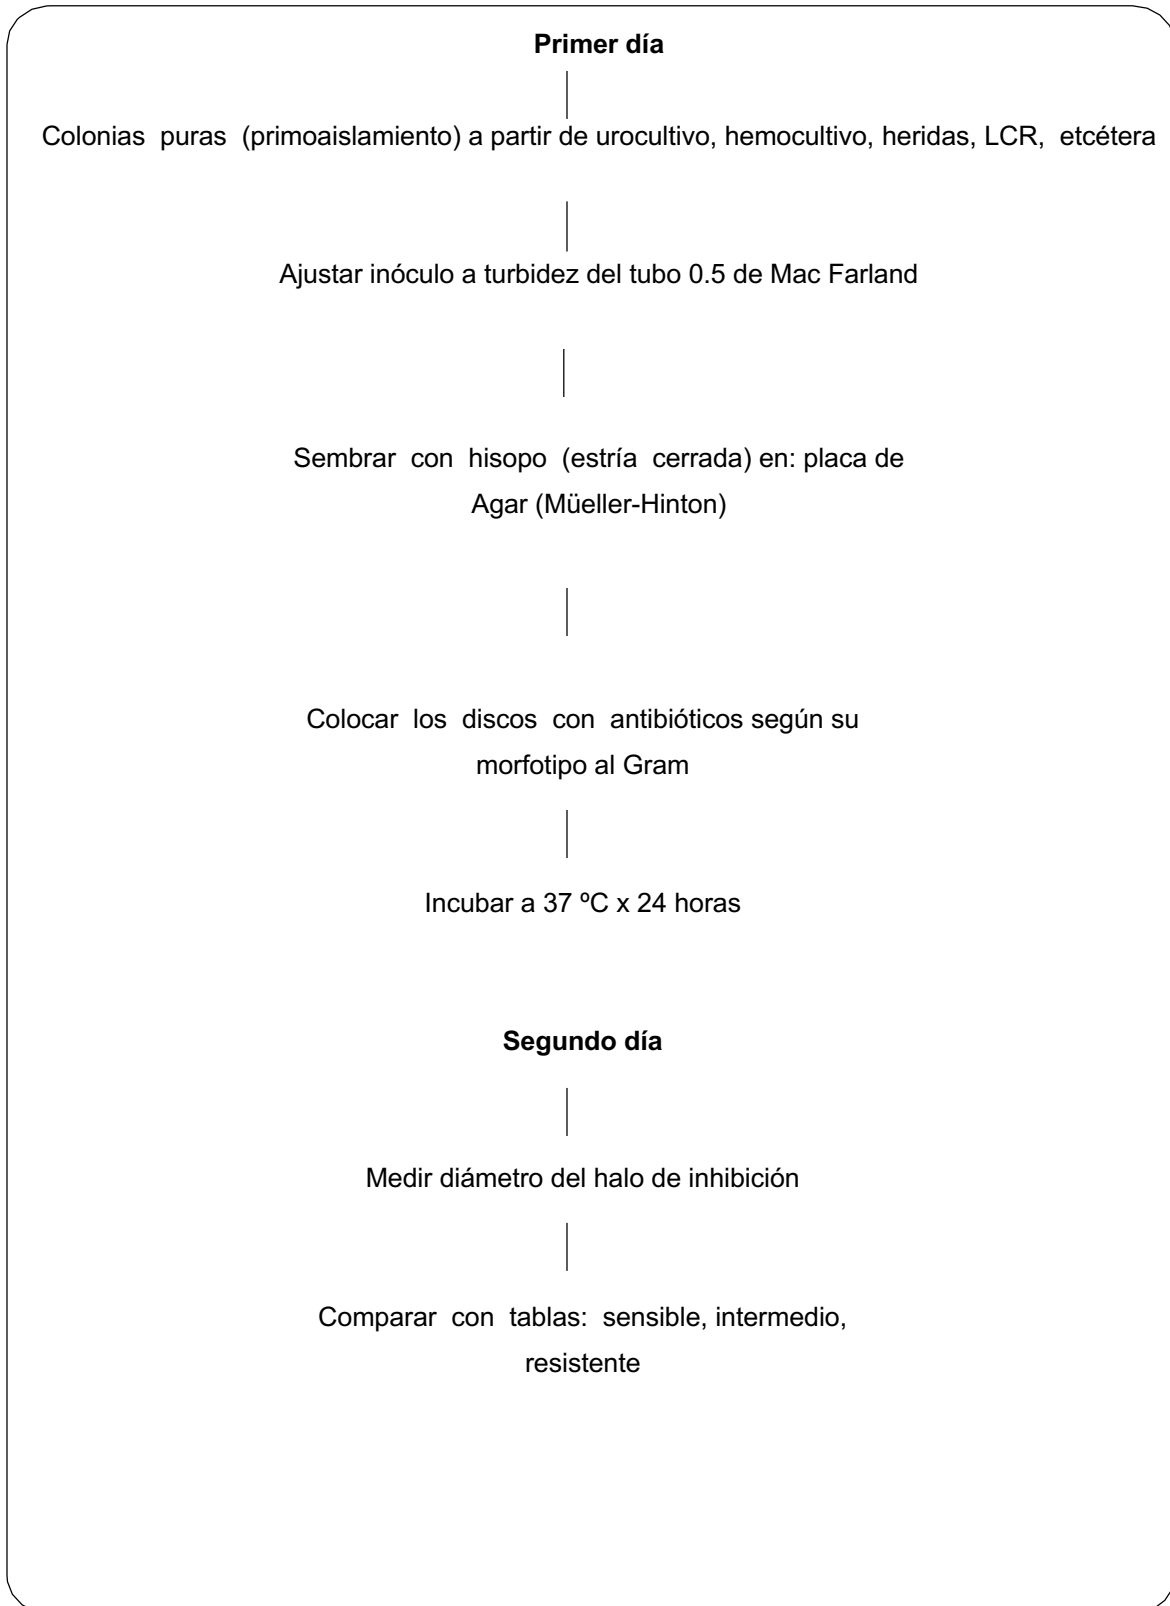 Primer día
Colonias puras (primoaislamiento) a partir de urocultivo, hemocultivo, heridas, LCR, etcétera
Ajustar inóculo a turbidez del tubo 0.5 de Mac Farland
Sembrar con hisopo (estría cerrada) en: placa de
Agar (Müeller-Hinton)
Colocar los discos con antibióticos según su
morfotipo al Gram
Incubar a 37 ºC x 24 horas
Segundo día
Medir diámetro del halo de inhibición
Comparar con tablas: sensible, intermedio,
resistente